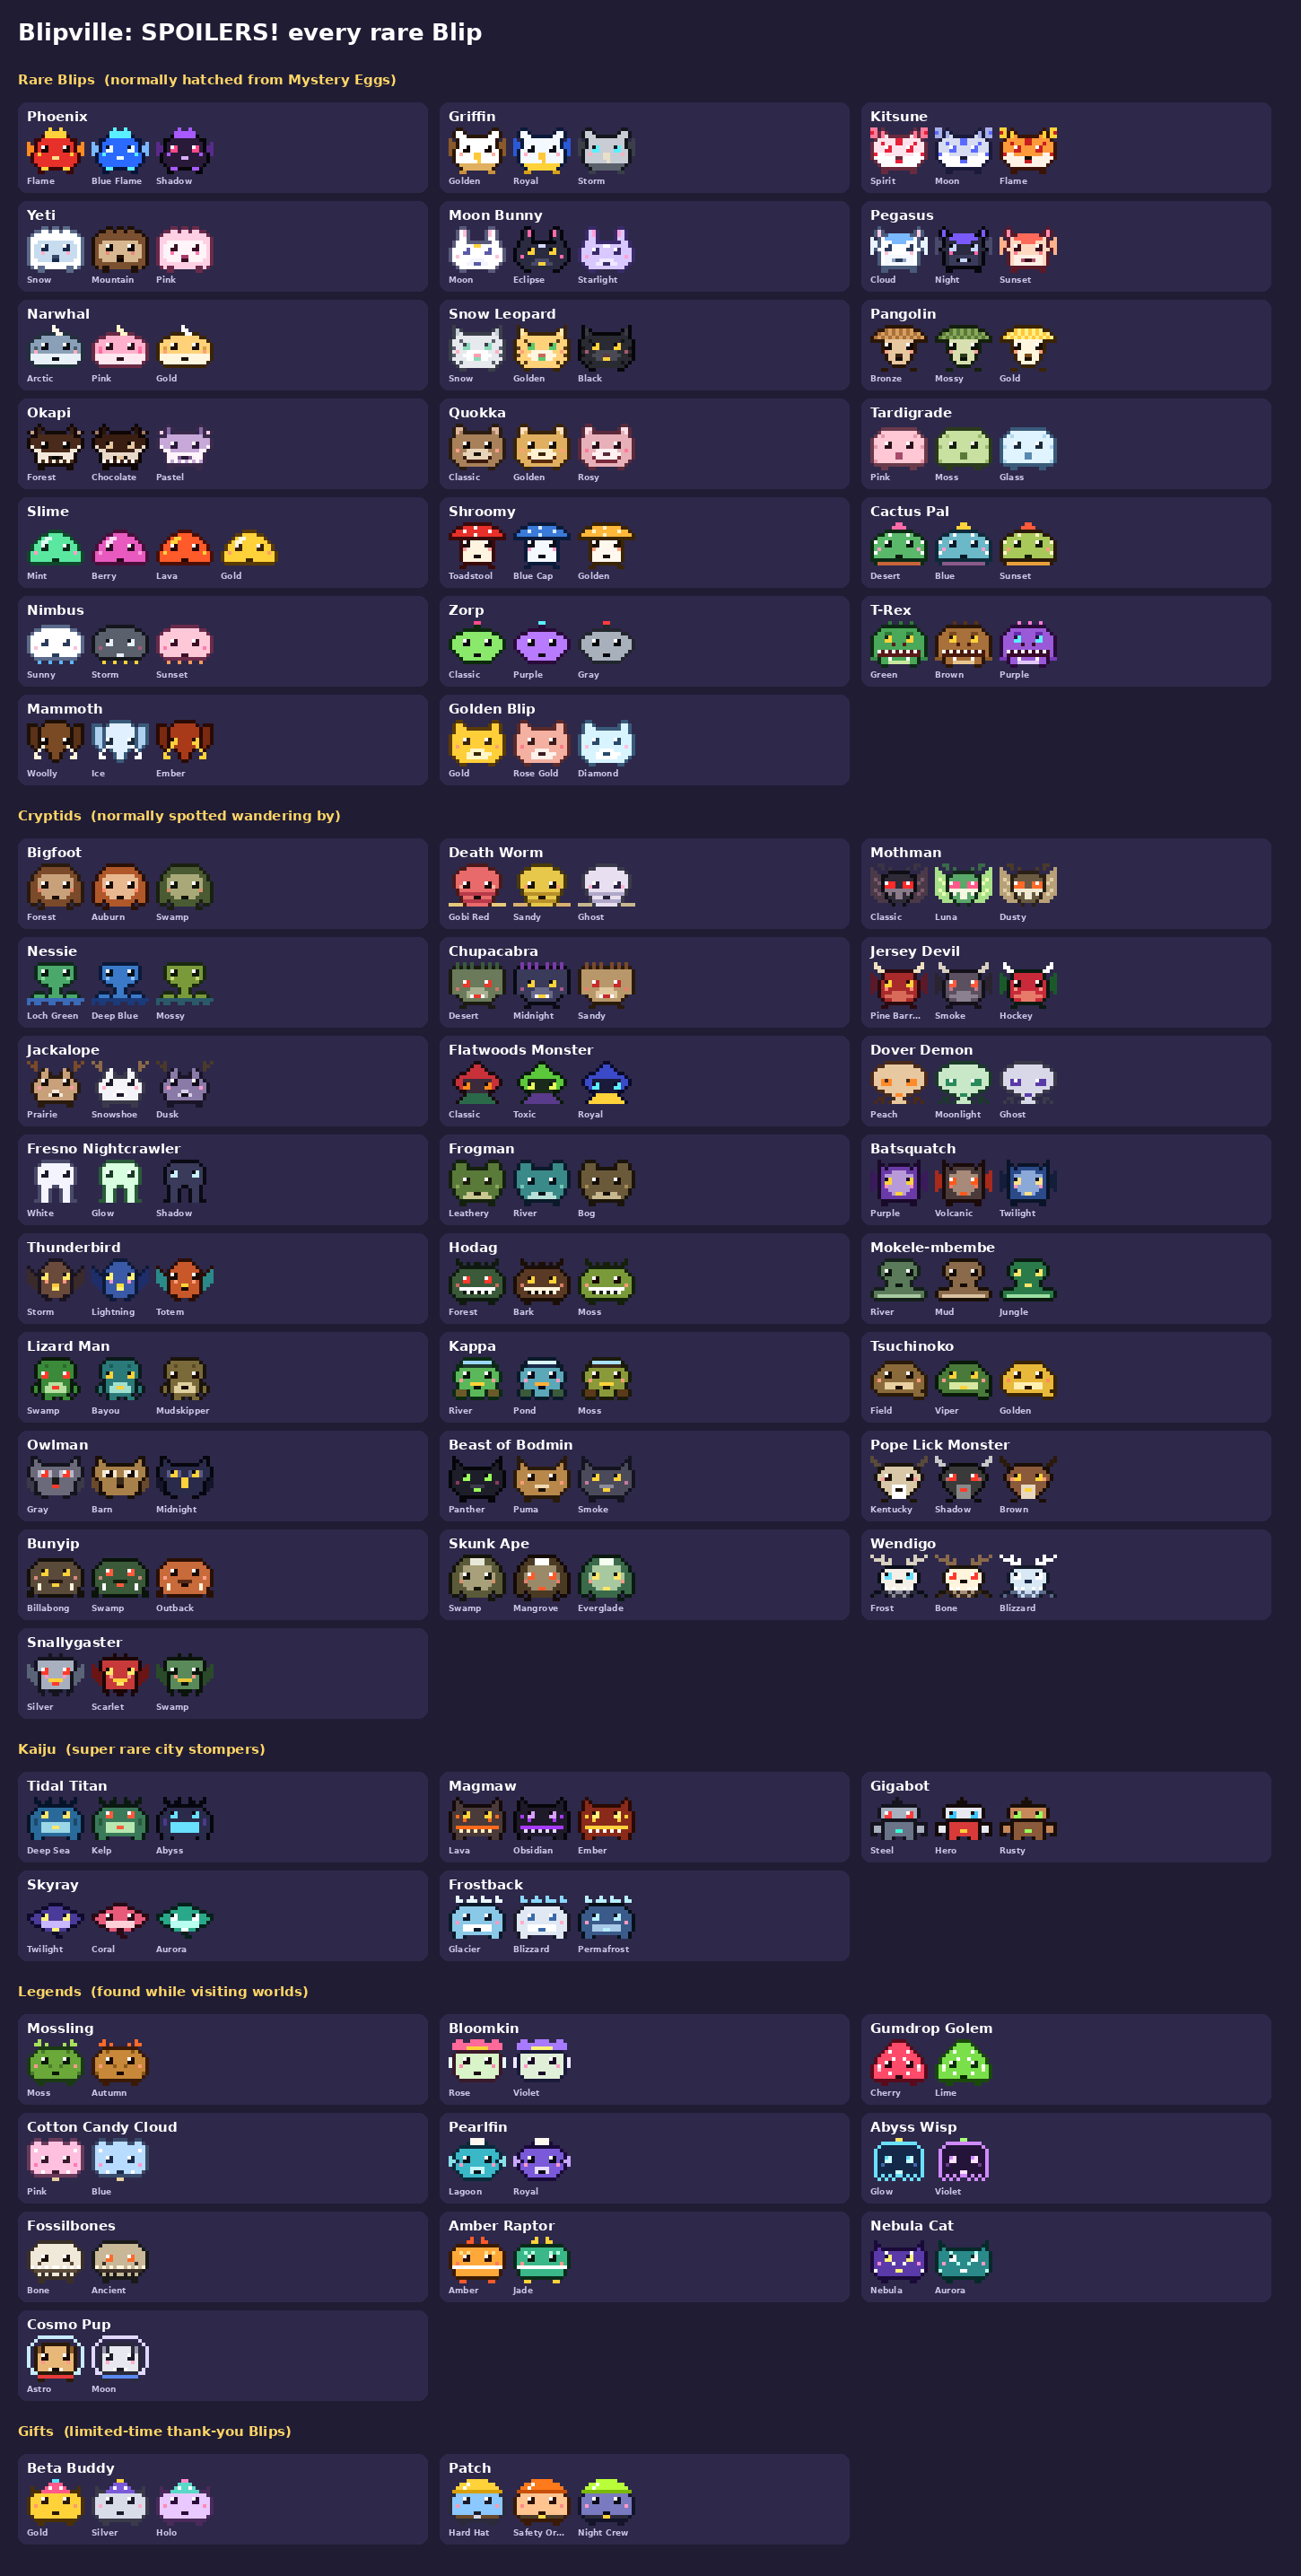 Blipville: SPOILERS! every rare Blip
Rare Blips (normally hatched from Mystery Eggs)
Phoenix
Flame Blue Flame Shadow
Griffin
Golden Royal Storm
Kitsune
Spirit Moon Flame
Yeti
Snow Mountain Pink
Moon Bunny
Moon Eclipse Starlight
Pegasus
Cloud Night Sunset
Narwhal
Arctic Pink Gold
Snow Leopard
Snow Golden Black
Pangolin
Bronze Mossy Gold
Okapi
Forest Chocolate Pastel
Quokka
Classic Golden Rosy
Tardigrade
Pink Moss Glass
Slime
Mint Berry Lava Gold
Shroomy
Toadstool Blue Cap Golden
Cactus Pal
Desert Blue Sunset
Nimbus
Sunny Storm Sunset
Zorp
Classic Purple Gray
T-Rex
Green Brown Purple
Mammoth
Woolly Ice Ember
Golden Blip
Gold Rose Gold Diamond
Cryptids (normally spotted wandering by)
Bigfoot
Forest Auburn Swamp
Death Worm
Gobi Red Sandy Ghost
Mothman
Classic Luna Dusty
Nessie
Loch Green Deep Blue Mossy
Chupacabra
Desert Midnight Sandy
Jersey Devil
Pine Barr... Smoke Hockey
Jackalope
Prairie Snowshoe Dusk
Flatwoods Monster
Classic Toxic Royal
Dover Demon
Peach Moonlight Ghost
Fresno Nightcrawler
White Glow Shadow
Frogman
Leathery River Bog
Batsquatch
Purple Volcanic Twilight
Thunderbird
Storm Lightning Totem
Hodag
Forest Bark Moss
Mokele-mbembe
River Mud Jungle
Lizard Man
Swamp Bayou Mudskipper
Kappa
River Pond Moss
Tsuchinoko
Field Viper Golden
Owlman
Gray Barn Midnight
Beast of Bodmin
Panther Puma Smoke
Pope Lick Monster
Kentucky Shadow Brown
Bunyip
Billabong Swamp Outback
Skunk Ape
Swamp Mangrove Everglade
Wendigo
Frost Bone Blizzard
Snallygaster
Silver Scarlet Swamp
Kaiju (super rare city stompers)
Tidal Titan
Deep Sea Kelp Abyss
Magmaw
Lava Obsidian Ember
Gigabot
Steel Hero Rusty
Skyray
Twilight Coral Aurora
Frostback
Glacier Blizzard Permafrost
Legends (found while visiting worlds)
Mossling
Moss Autumn
Bloomkin
Rose Violet
Gumdrop Golem
Cherry Lime
Cotton Candy Cloud
Pink Blue
Pearlfin
Lagoon Royal
Abyss Wisp
Glow Violet
Fossilbones
Bone Ancient
Amber Raptor
Amber Jade
Nebula Cat
Nebula Aurora
Cosmo Pup
Astro Moon
Gifts (limited-time thank-you Blips)
Beta Buddy
Gold Silver Holo
Patch
Hard Hat Safety Or... Night Crew